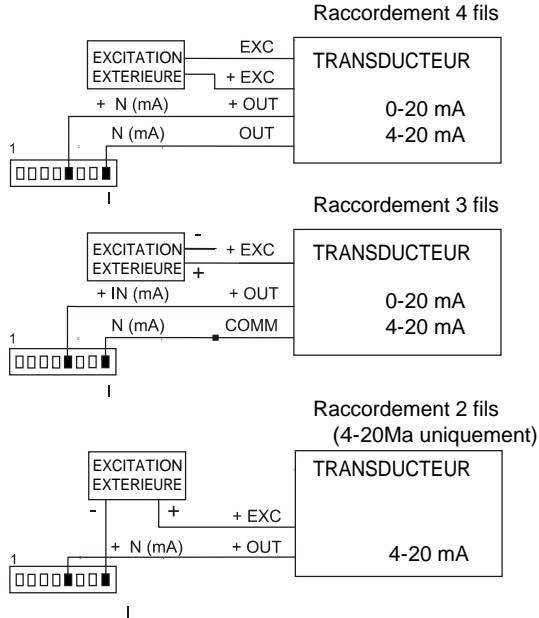 Raccordement 4 fils
EXCITATION
EXTERIEURE
EXC
+ EXC
TRANSDUCTEUR
+ N (mA)
+ OUT
0-20 mA
N (mA)
OUT
4-20 mA
1
I
Raccordement 3 fils
-
EXCITATION
EXTERIEURE
+ EXC
+
TRANSDUCTEUR
+ IN (mA)
+ OUT
0-20 mA
N (mA)
COMM
4-20 mA
1
I
Raccordement 2 fils
(4-20Ma uniquement)
EXCITATION
EXTERIEURE
TRANSDUCTEUR
-
+
+ EXC
+ N (mA)
+ OUT
4-20 mA
1
I